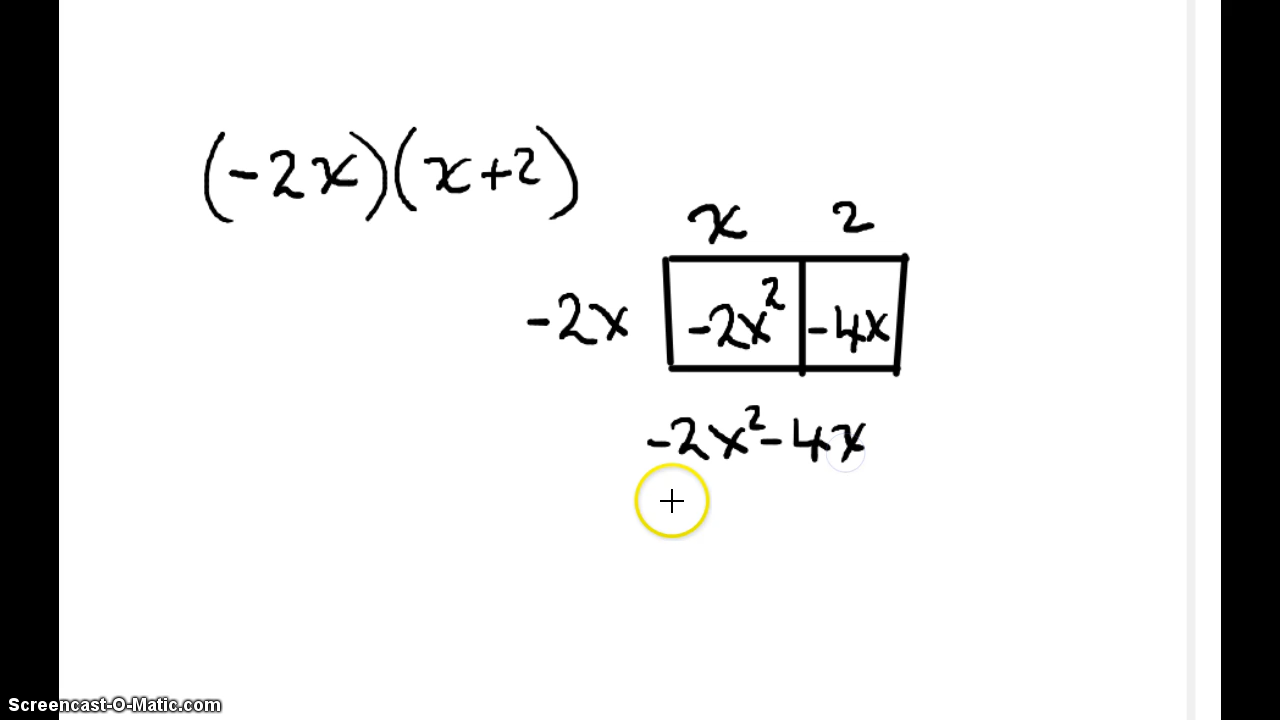 (-2x)(x+2)
x 2
-2x -2x² -4x
-2x²-4x
Screencast-O-Matic.com